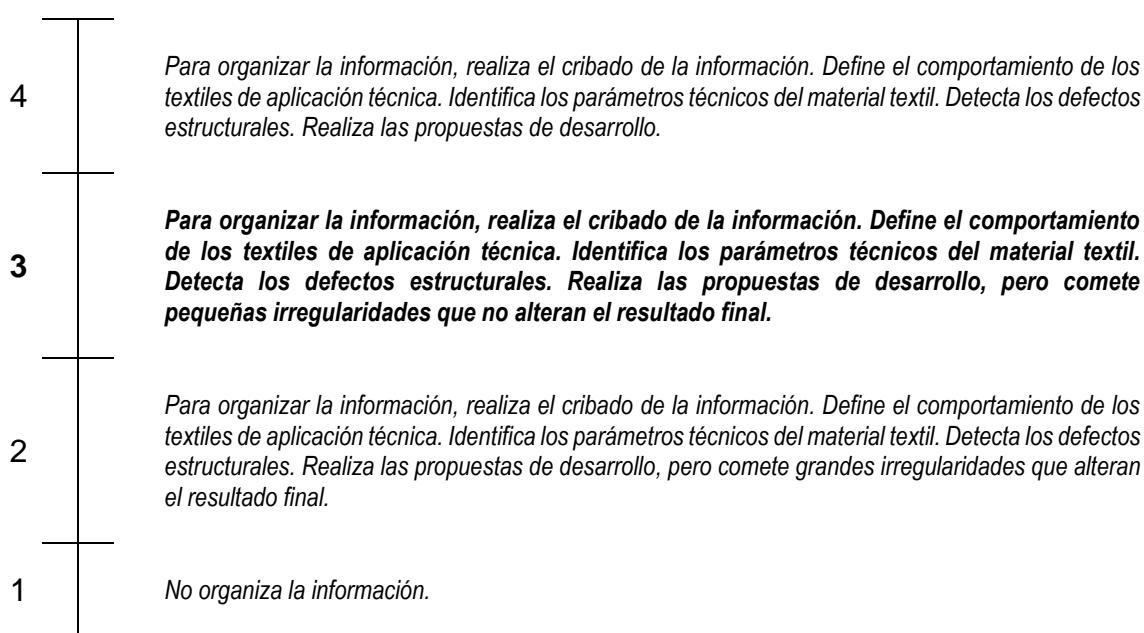 4
Para organizar la información, realiza el cribado de la información. Define el comportamiento de los
textiles de aplicación técnica. Identifica los parámetros técnicos del material textil. Detecta los defectos
estructurales. Realiza las propuestas de desarrollo.
3
Para organizar la información, realiza el cribado de la información. Define el comportamiento
de los textiles de aplicación técnica. Identifica los parámetros técnicos del material textil.
Detecta los defectos estructurales. Realiza las propuestas de desarrollo, pero comete
pequeñas irregularidades que no alteran el resultado final.
2
Para organizar la información, realiza el cribado de la información. Define el comportamiento de los
textiles de aplicación técnica. Identifica los parámetros técnicos del material textil. Detecta los defectos
estructurales. Realiza las propuestas de desarrollo, pero comete grandes irregularidades que alteran
el resultado final.
1
No organiza la información.